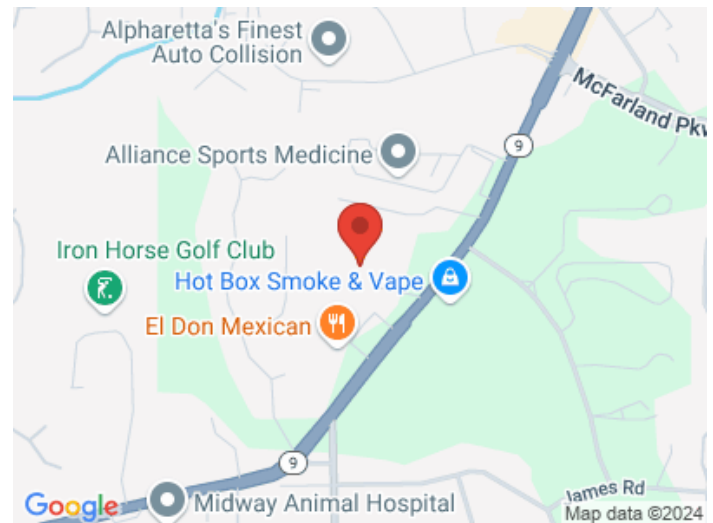 Alpharetta's Finest
Auto Collision
McFarland Pkw
9
Alliance Sports Medicine
Iron Horse Golf Club
Hot Box Smoke & Vape
El Don Mexican
9
James Rd
Google
Midway Animal Hospital
Map data ©2024